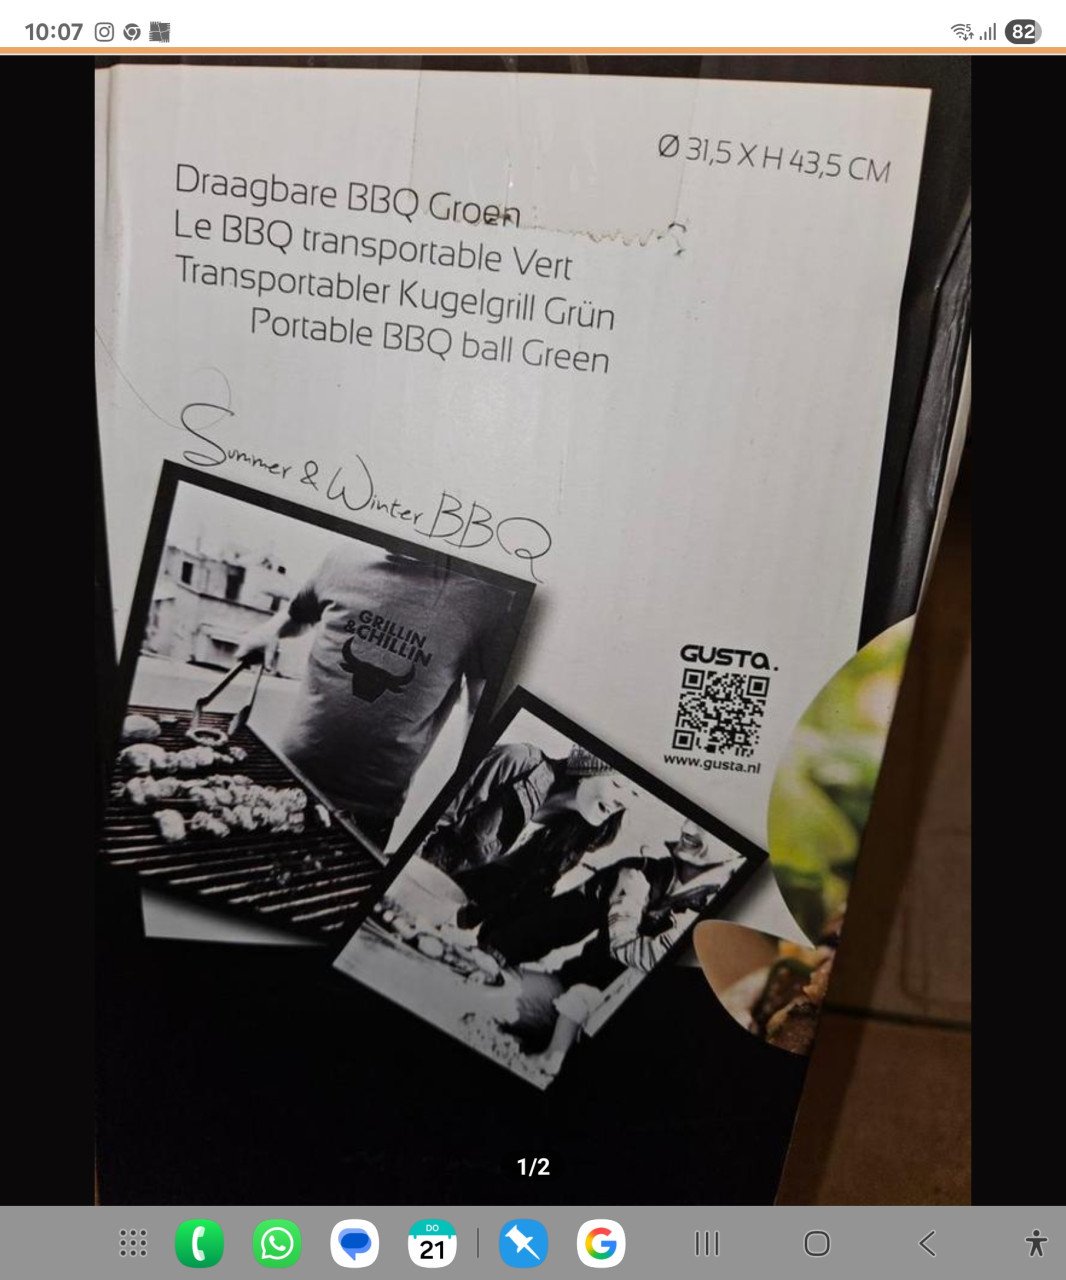 10:07
82
Ø 31,5 X H 43,5 CM
Draagbare BBQ Groen
Le BBQ transportable Vert
Transportabler Kugelgrill Grün
Portable BBQ ball Green
Summer & Winter BBQ
GRILLIN
&CHILLIN
GUSTA.
www.gusta.nl
1/2
DO
21